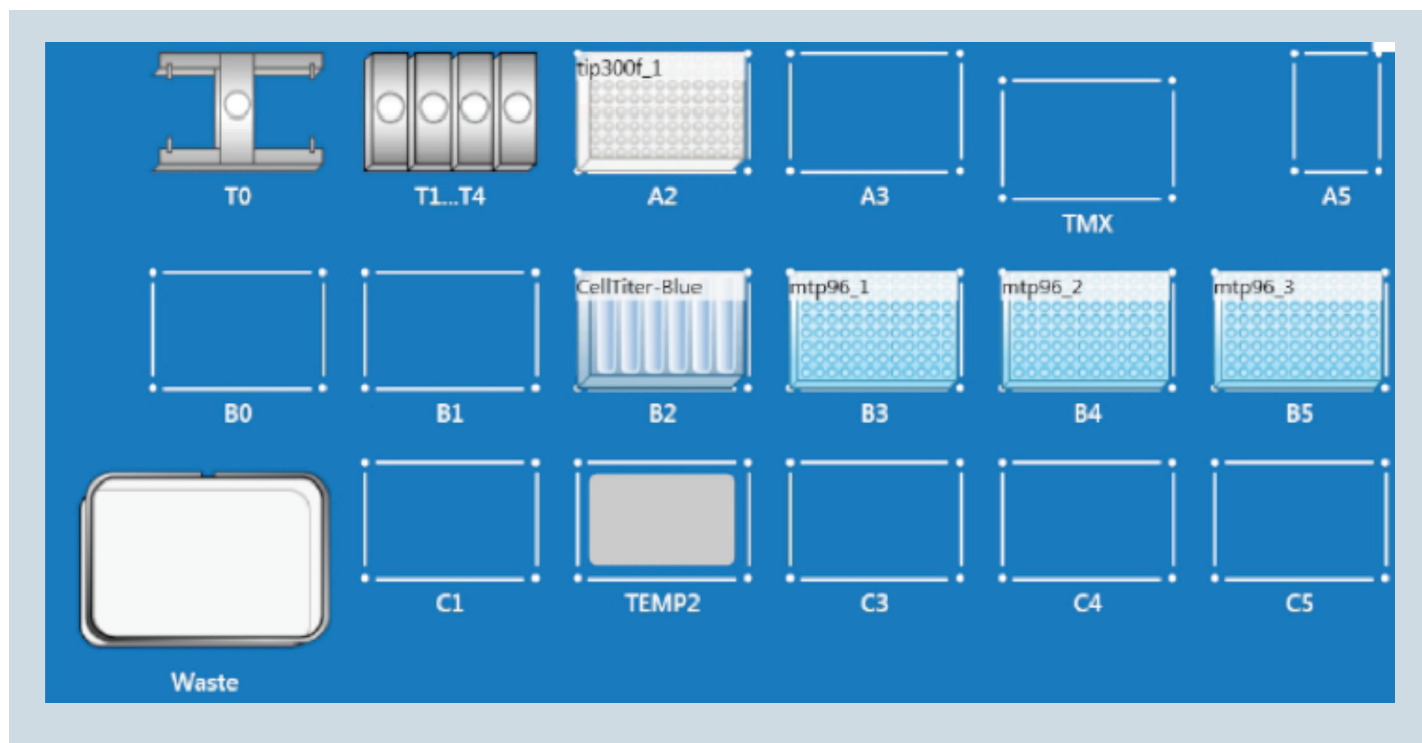 tip300f_1
T0 T1...T4 A2 A3 TMX A5
CellTiter-Blue mtp96_1 mtp96_2 mtp96_3
B0 B1 B2 B3 B4 B5
C1 TEMP2 C3 C4 C5
Waste